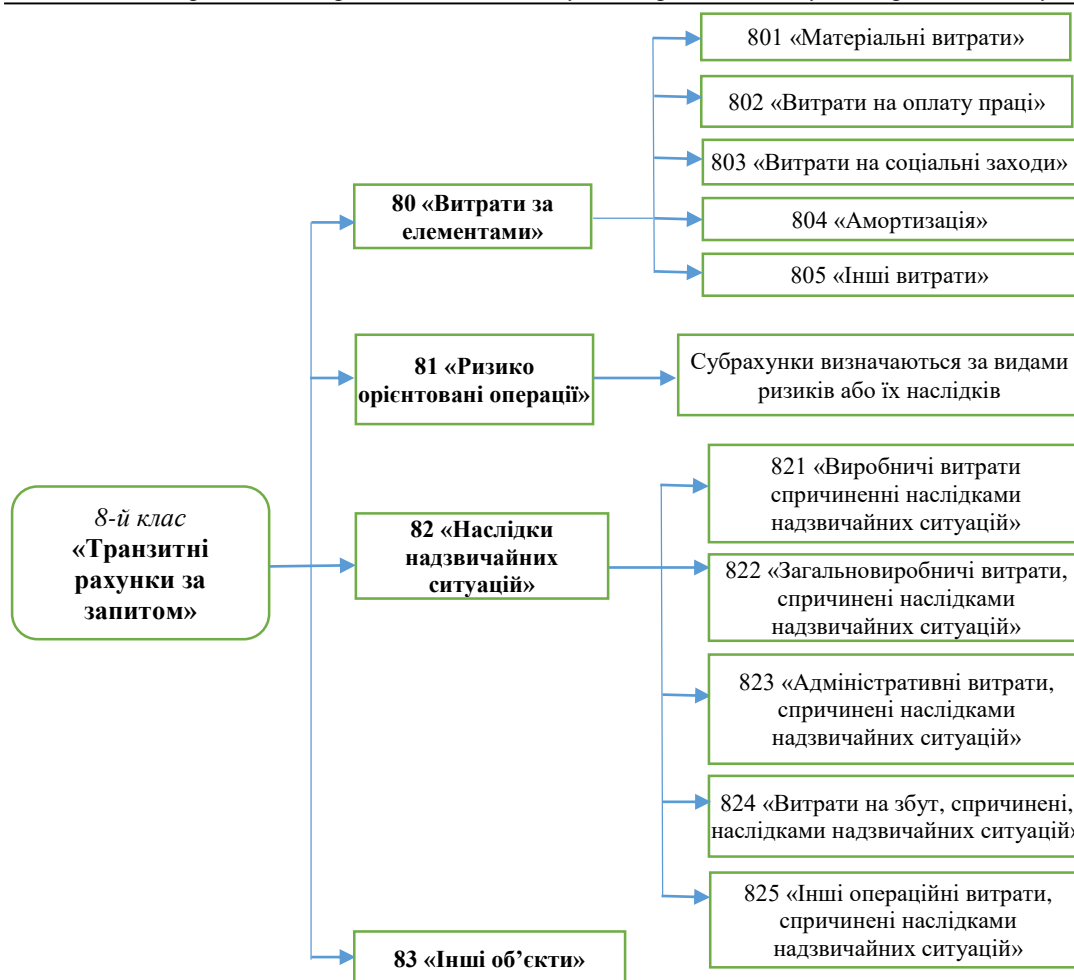 801 «Матеріальні витрати»
802 «Витрати на оплату праці»
803 «Витрати на соціальні заходи»
80 «Витрати за
елементами»
804 «Амортизація»
805 «Інші витрати»
81 «Ризико
орієнтовані операції»
Субрахунки визначаються за видами
ризиків або їх наслідків
8-й клас
«Транзитні
рахунки за
запитом»
82 «Наслідки
надзвичайних
ситуацій»
821 «Виробничі витрати
спричиненні наслідками
надзвичайних ситуацій»
822 «Загальновиробничі витрати,
спричинені наслідками
надзвичайних ситуацій»
823 «Адміністративні витрати,
спричинені наслідками
надзвичайних ситуацій»
824 «Витрати на збут, спричинені,
наслідками надзвичайних ситуацій»
825 «Інші операційні витрати,
спричинені наслідками
надзвичайних ситуацій»
83 «Інші об’єкти»